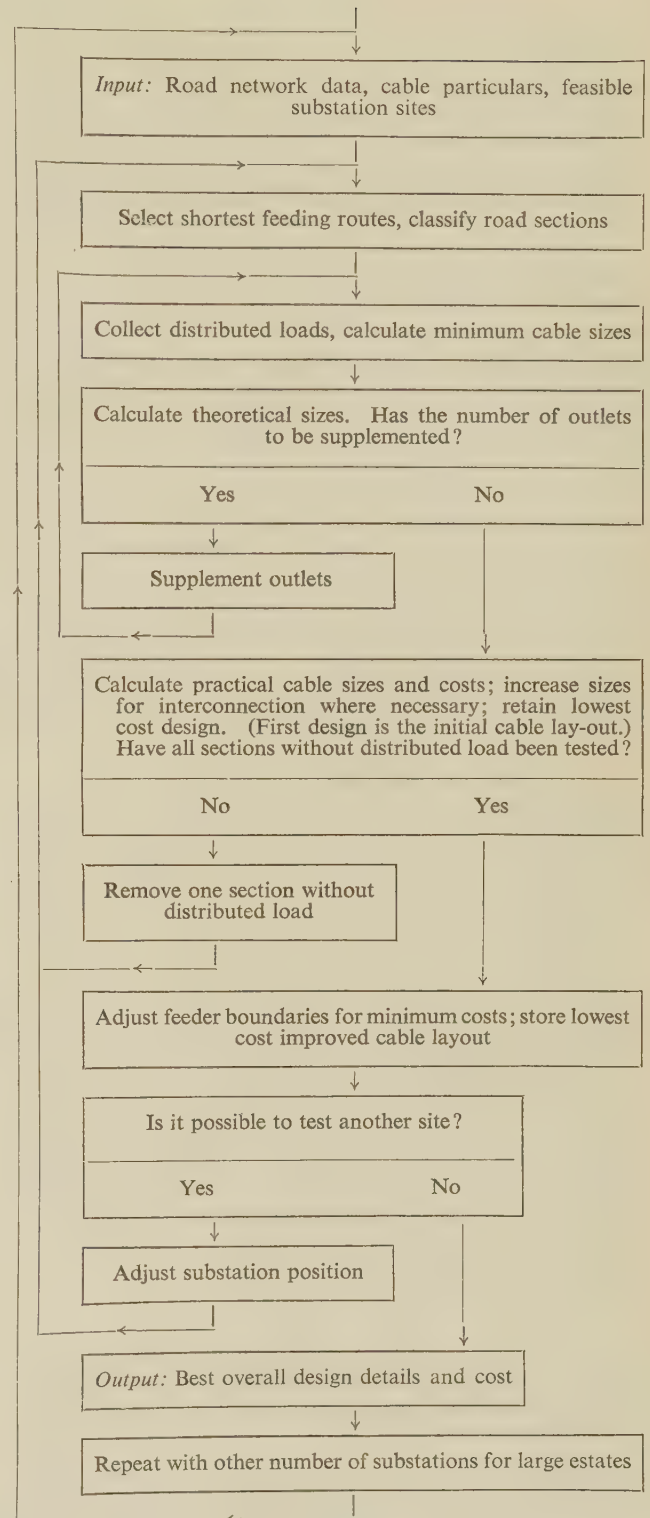 Input: Road network data, cable particulars, feasible
substation sites
Select shortest feeding routes, classify road sections
Collect distributed loads, calculate minimum cable sizes
Calculate theoretical sizes. Has the number of outlets
to be supplemented?
Yes No
Supplement outlets
Calculate practical cable sizes and costs; increase sizes
for interconnection where necessary; retain lowest
cost design. (First design is the initial cable lay-out.)
Have all sections without distributed load been tested?
No Yes
Remove one section without
distributed load
Adjust feeder boundaries for minimum costs; store lowest
cost improved cable layout
Is it possible to test another site?
Yes No
Adjust substation position
Output: Best overall design details and cost
Repeat with other number of substations for large estates